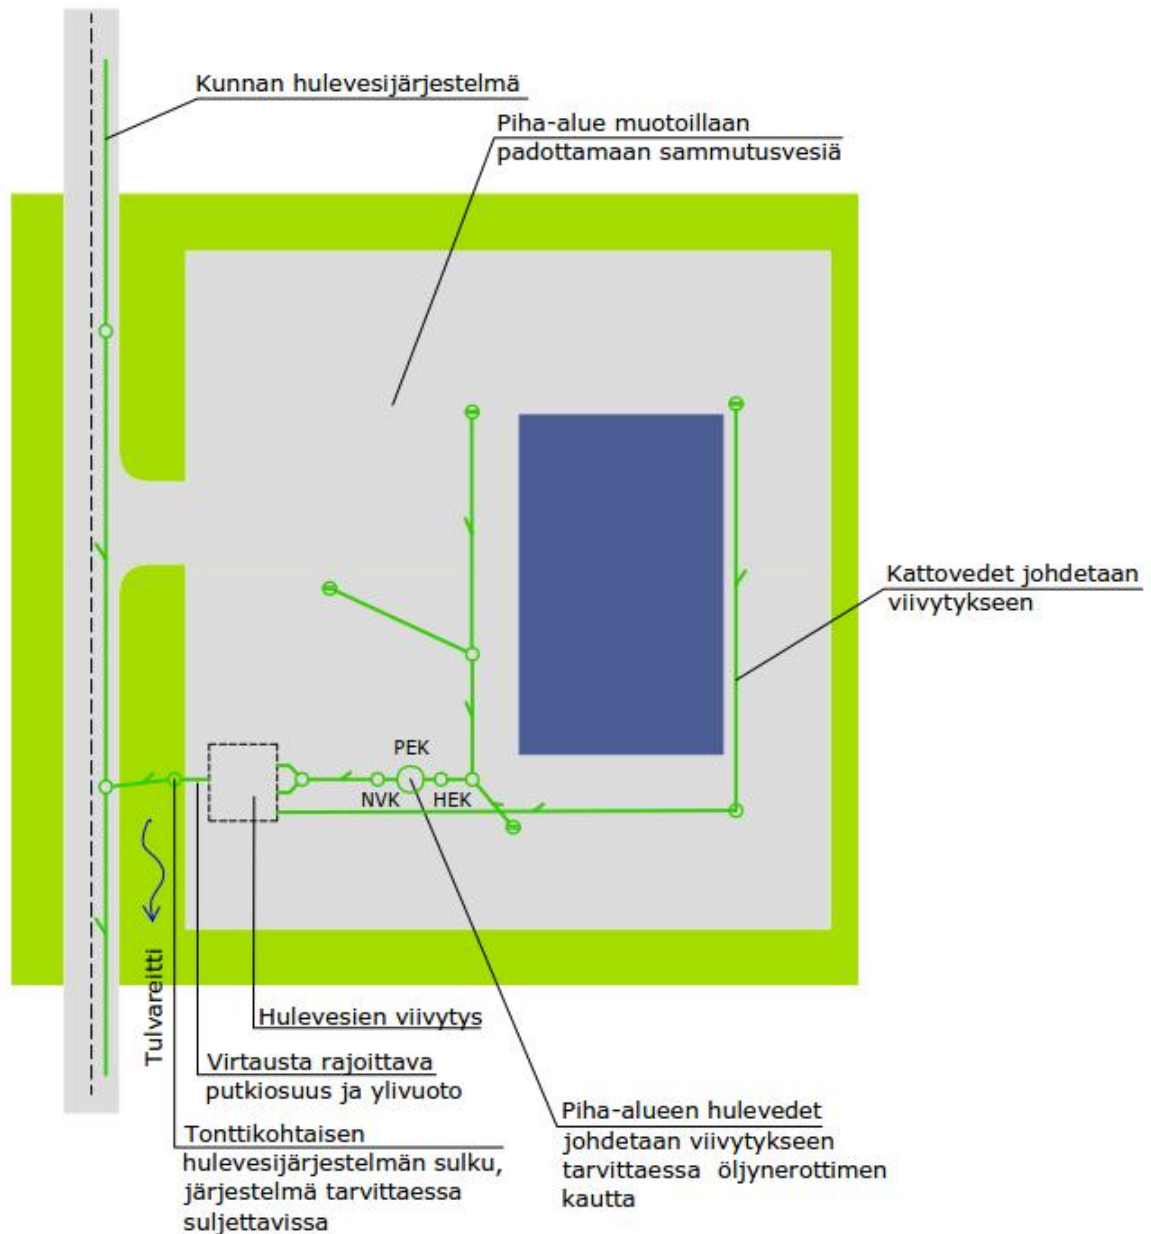 Kunnan hulevesijärjestelmä
Piha-alue muotoillaan
padottamaan sammutusvesiä
Kattovedet johdetaan
viivytykseen
PEK
NVK
HEK
Tulvareitti
Hulevesien viivytys
Virtausta rajoittava
putkiosuus ja ylivuoto
Tonttikohtaisen
hulevesijärjestelmän sulku,
järjestelmä tarvittaessa
suljettavissa
Piha-alueen hulevedet
johdetaan viivytykseen
tarvittaessa öljynerottimen
kautta